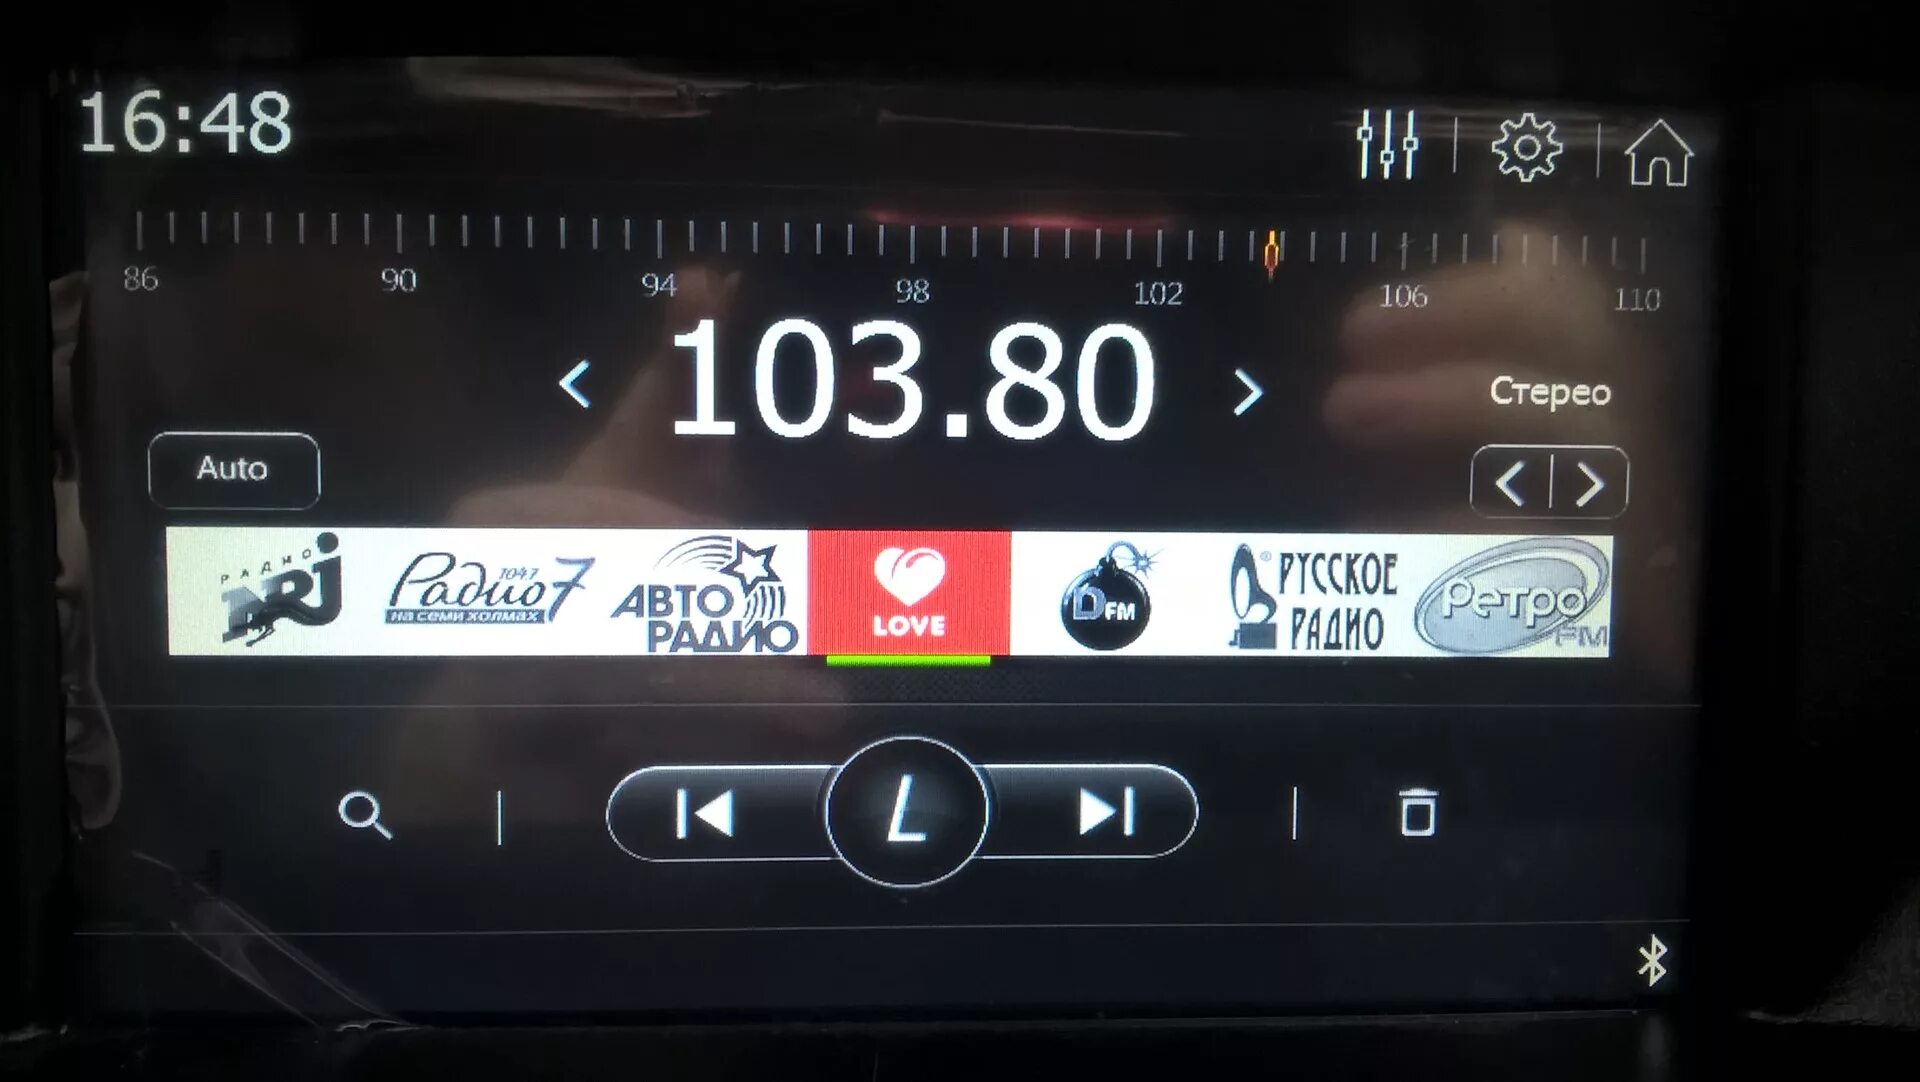 16:48
86 90 94 98 102 106 110
103.80
Стерео
Auto
РАДИО
NRJ
Радио 7
104.7
на семи холмах
АВТО
РАДИО
LOVE
DFM
® РУССКОЕ
РАДИО
Ретро
FM
L